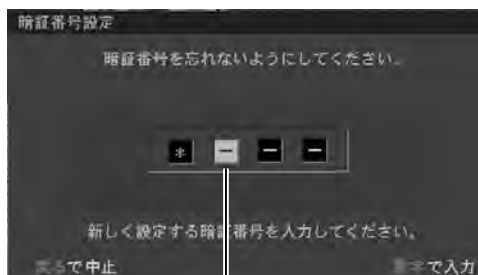 暗証番号設定
暗証番号を忘れないようにしてください。
* − − −
新しく設定する暗証番号を入力してください。
戻るで中止
で入力